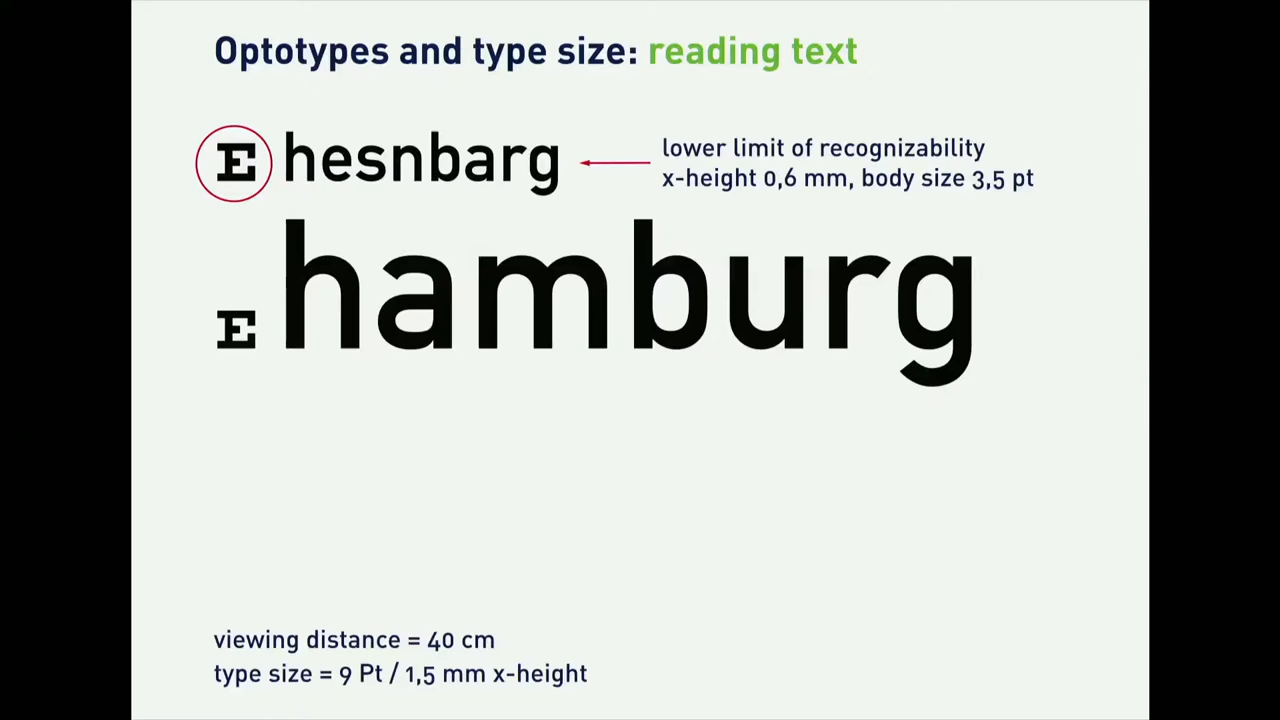 Optotypes and type size: reading text
E hesnbarg
lower limit of recognizability
x-height 0,6 mm, body size 3,5 pt
E hamburg
viewing distance = 40 cm
type size = 9 Pt / 1,5 mm x-height